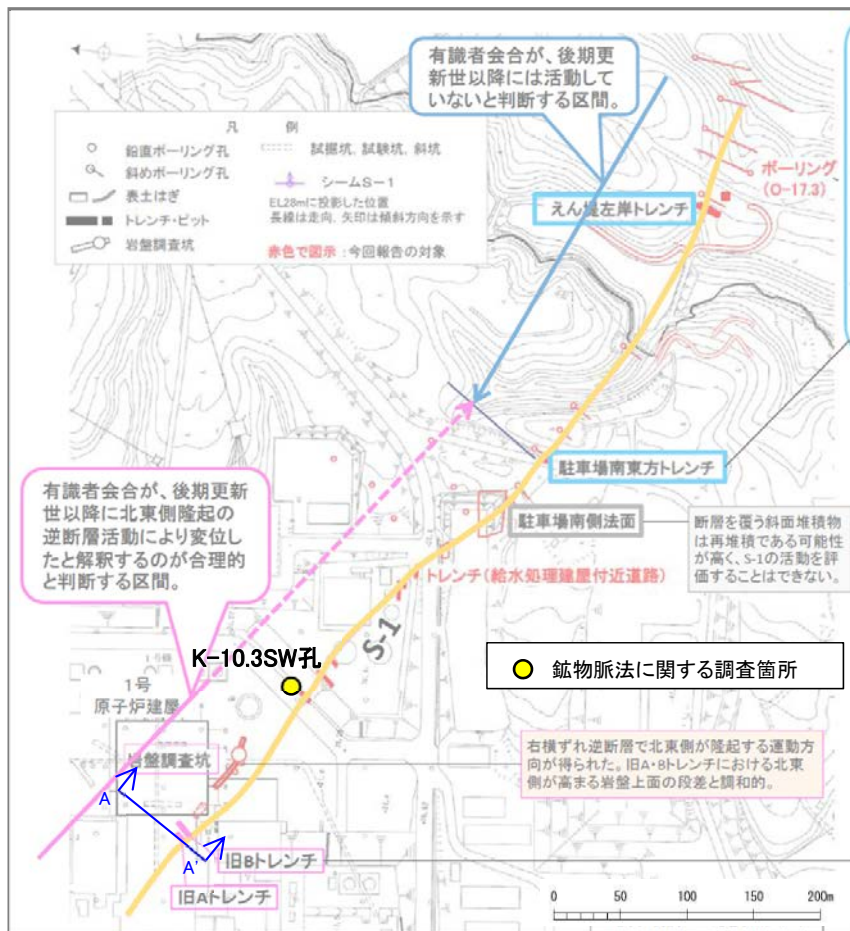 有識者会合が、後期更
新世以降には活動して
いないと判断する区間。
凡　例
鉛直ボーリング孔
斜めボーリング孔
表土はぎ
トレンチ・ピット
岩盤調査坑
試掘坑, 試験坑, 斜坑
シームS-1
EL28mに投影した位置
長線は走向, 矢印は傾斜方向を示す
赤色で図示：今回報告の対象
ボーリング
(O-17.3)
えん堤左岸トレンチ
駐車場南東方トレンチ
有識者会合が、後期更新
世以降に北東側隆起の
逆断層活動により変位し
たと解釈するのが合理的
と判断する区間。
駐車場南側法面
断層を覆う斜面堆積物
は再堆積である可能性
が高く、S-1の活動を評
価することはできない。
トレンチ(給水処理建屋付近道路)
S-1
K-10.3SW孔
鉱物脈法に関する調査箇所
1号
原子炉建屋
岩盤調査坑
右横ずれ逆断層で北東側が隆起する運動方
向が得られた。旧A・Bトレンチにおける北東
側が高まる岩盤上面の段差と調和的。
A
A'
旧Bトレンチ
旧Aトレンチ
0 50 100 150 200m